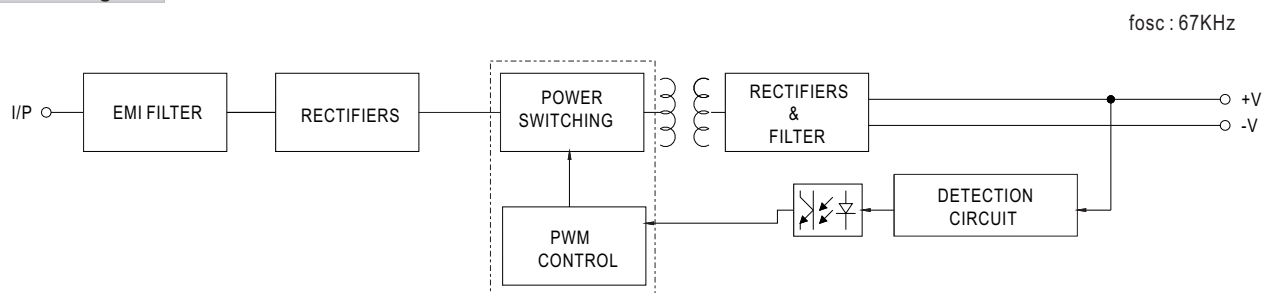 fosc : 67KHz
I/P
EMI FILTER
RECTIFIERS
POWER
SWITCHING
RECTIFIERS
&
FILTER
+V
-V
DETECTION
CIRCUIT
PWM
CONTROL